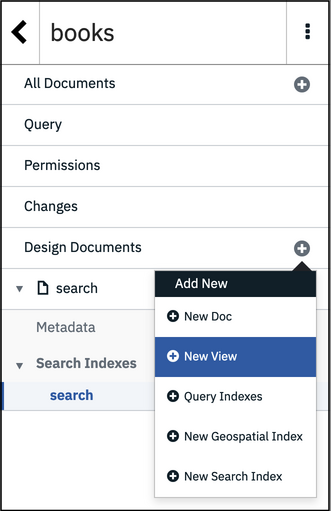 books
All Documents
Query
Permissions
Changes
Design Documents
search
Metadata
Search Indexes
search
Add New
New Doc
New View
Query Indexes
New Geospatial Index
New Search Index